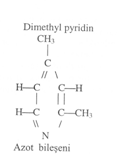 Dimethyl pyridin
CH₃
C
H—C C—H
H—C C—CH₃
N
Azot bileşeni